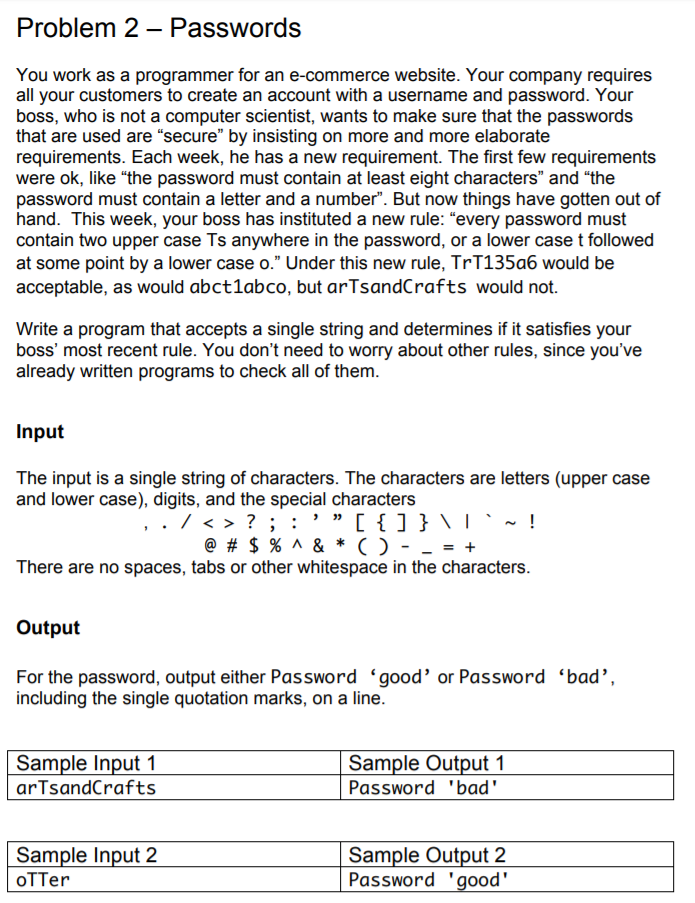 Problem 2 – Passwords
You work as a programmer for an e-commerce website. Your company requires
all your customers to create an account with a username and password. Your
boss, who is not a computer scientist, wants to make sure that the passwords
that are used are “secure” by insisting on more and more elaborate
requirements. Each week, he has a new requirement. The first few requirements
were ok, like “the password must contain at least eight characters” and “the
password must contain a letter and a number”. But now things have gotten out of
hand.  This week, your boss has instituted a new rule: “every password must
contain two upper case Ts anywhere in the password, or a lower case t followed
at some point by a lower case o.” Under this new rule, TrT135a6 would be
acceptable, as would abct1abco, but arTsandCrafts would not.
Write a program that accepts a single string and determines if it satisfies your
boss’ most recent rule. You don’t need to worry about other rules, since you’ve
already written programs to check all of them.
Input
The input is a single string of characters. The characters are letters (upper case
and lower case), digits, and the special characters
, . / < > ? ; : ’ ” [ { ] } \ | ` ~ !
@ # $ % ^ & * ( ) - _ = +
There are no spaces, tabs or other whitespace in the characters.
Output
For the password, output either Password ‘good’ or Password ‘bad’,
including the single quotation marks, on a line.
Sample Input 1 Sample Output 1
arTsandCrafts Password 'bad'
Sample Input 2 Sample Output 2
oTTer Password 'good'